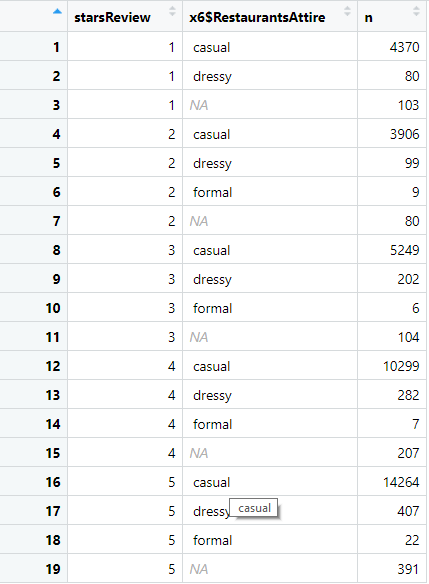 starsReview x6$RestaurantsAttire n
1 1 casual 4370
2 1 dressy 80
3 1 NA 103
4 2 casual 3906
5 2 dressy 99
6 2 formal 9
7 2 NA 80
8 3 casual 5249
9 3 dressy 202
10 3 formal 6
11 3 NA 104
12 4 casual 10299
13 4 dressy 282
14 4 formal 7
15 4 NA 207
16 5 casual 14264
17 5 dressy casual 407
18 5 formal 22
19 5 NA 391